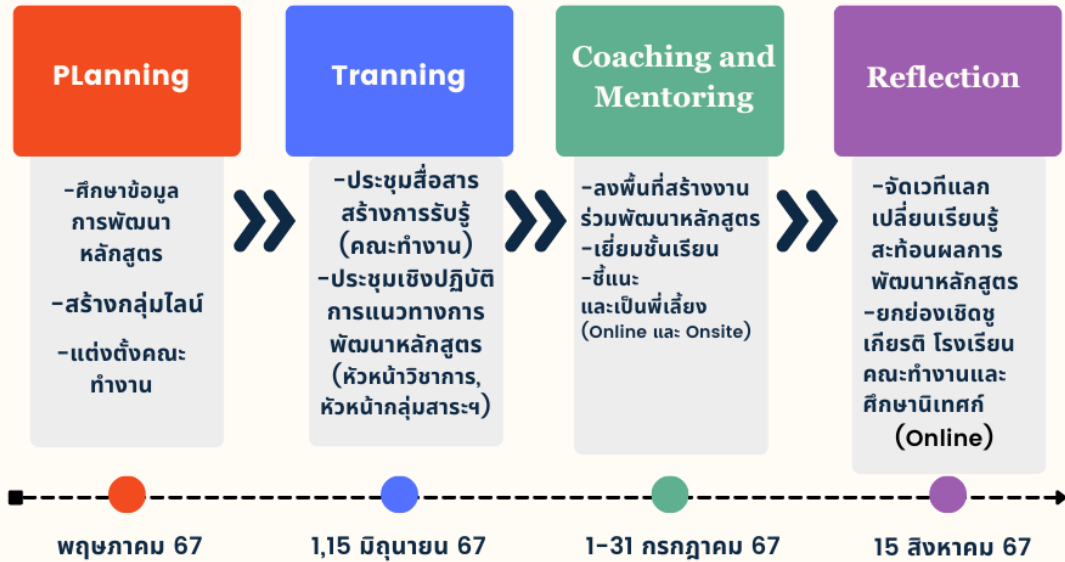 PLanning
-ศึกษาข้อมูล
การพัฒนา
หลักสูตร
-สร้างกลุ่มไลน์
-แต่งตั้งคณะ
ทำงาน
พฤษภาคม 67
Tranning
-ประชุมสื่อสาร
สร้างการรับรู้
(คณะทำงาน)
-ประชุมเชิงปฏิบัติ
การแนวทางการ
พัฒนาหลักสูตร
(หัวหน้าวิชาการ,
หัวหน้ากลุ่มสาระฯ)
1,15 มิถุนายน 67
Coaching and
Mentoring
-ลงพื้นที่สร้างงาน
ร่วมพัฒนาหลักสูตร
-เยี่ยมชั้นเรียน
-ชี้แนะ
และเป็นพี่เลี้ยง
(Online และ Onsite)
1-31 กรกฎาคม 67
Reflection
-จัดเวทีแลก
เปลี่ยนเรียนรู้
สะท้อนผลการ
พัฒนาหลักสูตร
-ยกย่องเชิดชู
เกียรติ โรงเรียน
คณะทำงานและ
ศึกษานิเทศก์
(Online)
15 สิงหาคม 67